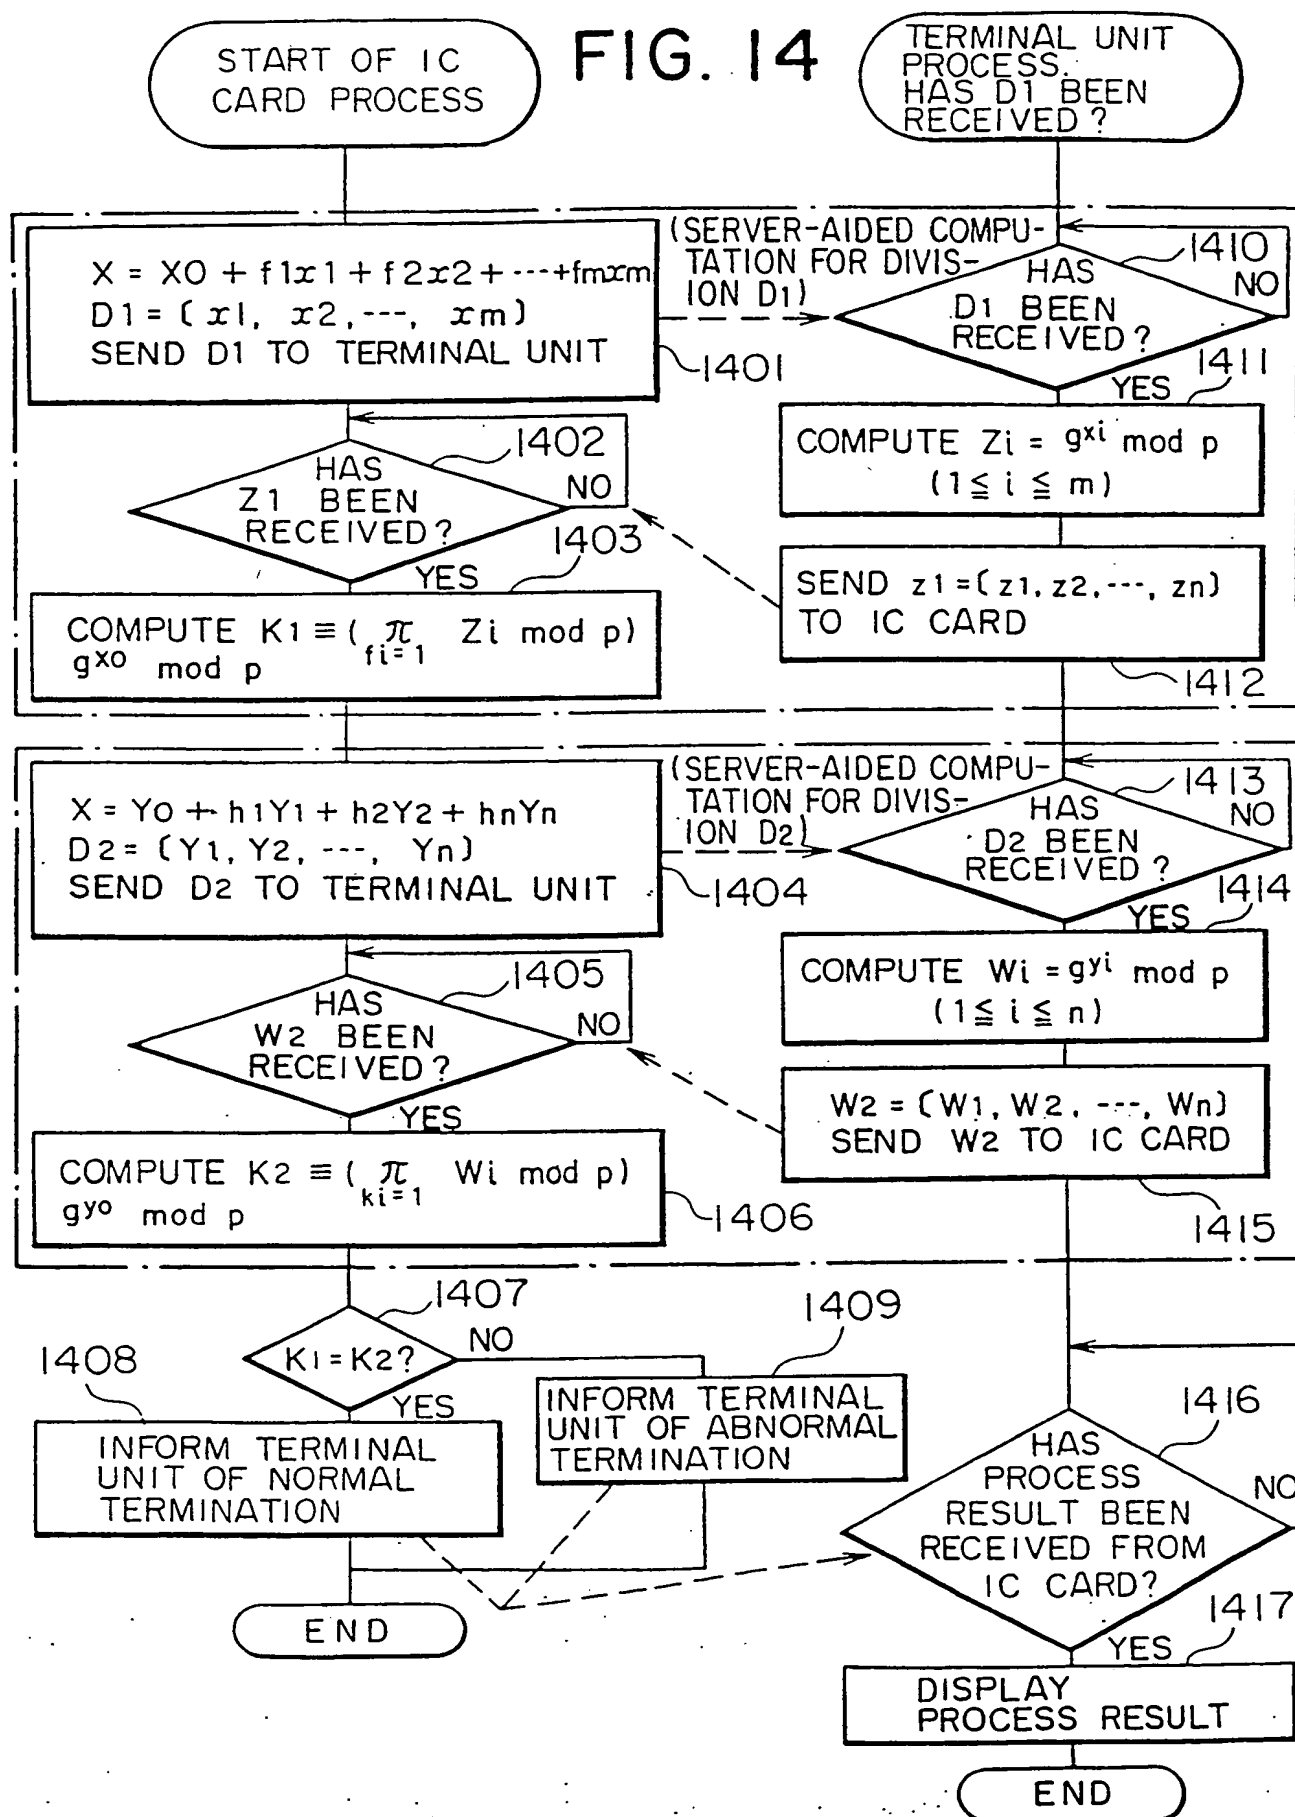 FIG. 14
START OF IC
CARD PROCESS
TERMINAL UNIT
PROCESS.
HAS D1 BEEN
RECEIVED?
X = X0 + f1x1 + f2x2 + ---+fmxm
D1 = (x1, x2, ---, xm)
SEND D1 TO TERMINAL UNIT
1401
(SERVER-AIDED COMPU-
TATION FOR DIVIS-
ION D1)
HAS
D1 BEEN
RECEIVED?
1410
NO
YES
1411
COMPUTE Zi = g^xi mod p
(1 ≦ i ≦ m)
HAS
Z1 BEEN
RECEIVED?
1402
NO
YES
1403
SEND z1 = (z1, z2, ---, zn)
TO IC CARD
1412
COMPUTE K1 ≡ ( π Zi mod p)
fi=1
g^xo mod p
X = Y0 + h1Y1 + h2Y2 + hnYn
D2 = (Y1, Y2, ---, Yn)
SEND D2 TO TERMINAL UNIT
1404
(SERVER-AIDED COMPU-
TATION FOR DIVIS-
ION D2)
HAS
D2 BEEN
RECEIVED?
1413
NO
YES
1414
COMPUTE Wi = g^yi mod p
(1 ≦ i ≦ n)
HAS
W2 BEEN
RECEIVED?
1405
NO
YES
W2 = (W1, W2, ---, Wn)
SEND W2 TO IC CARD
1415
COMPUTE K2 ≡ ( π Wi mod p)
ki=1
g^yo mod p
1406
K1 = K2?
1407
NO
YES
1408
INFORM TERMINAL
UNIT OF NORMAL
TERMINATION
1409
INFORM TERMINAL
UNIT OF ABNORMAL
TERMINATION
END
HAS
PROCESS
RESULT BEEN
RECEIVED FROM
IC CARD?
1416
NO
YES
1417
DISPLAY
PROCESS RESULT
END